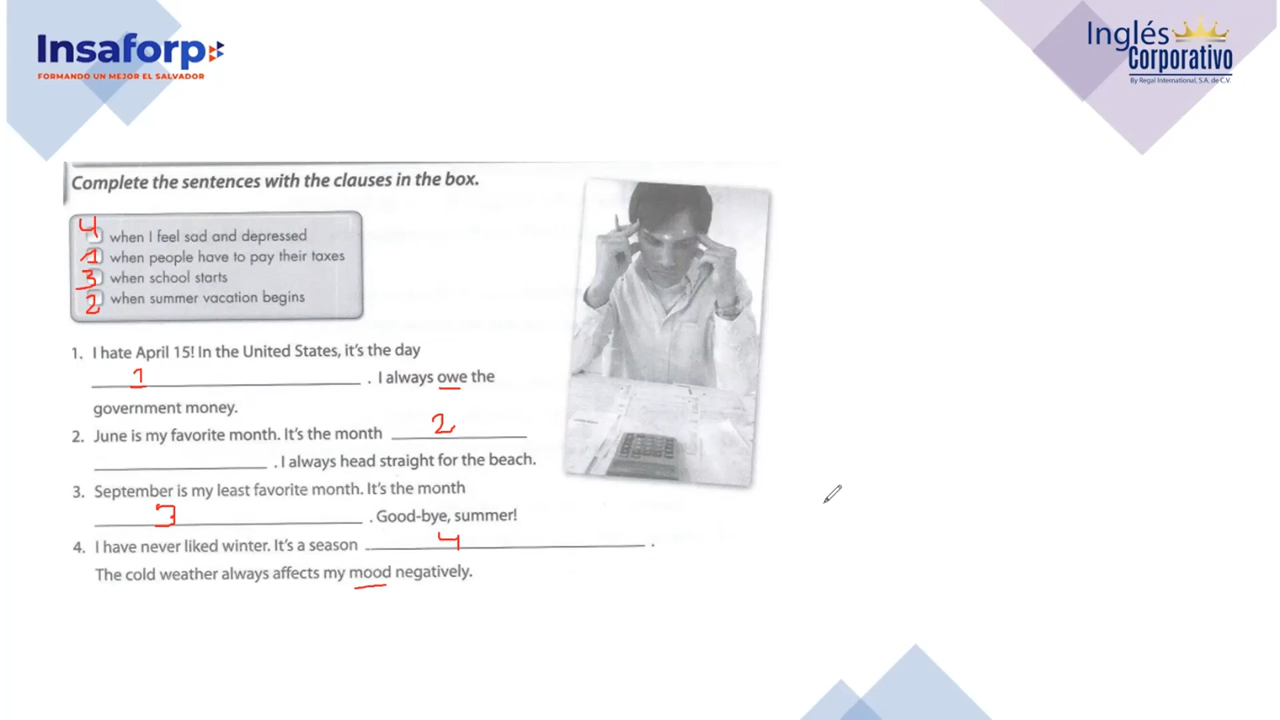 Insaforp
FORMANDO UN MEJOR EL SALVADOR
Inglés
Corporativo
By Regal International, S.A. de C.V.
Complete the sentences with the clauses in the box.
4 when I feel sad and depressed
1 when people have to pay their taxes
3 when school starts
2 when summer vacation begins
1. I hate April 15! In the United States, it's the day
1 . I always owe the
government money.
2. June is my favorite month. It's the month 2
. I always head straight for the beach.
3. September is my least favorite month. It's the month
3 . Good-bye, summer!
4. I have never liked winter. It's a season 4 .
The cold weather always affects my mood negatively.